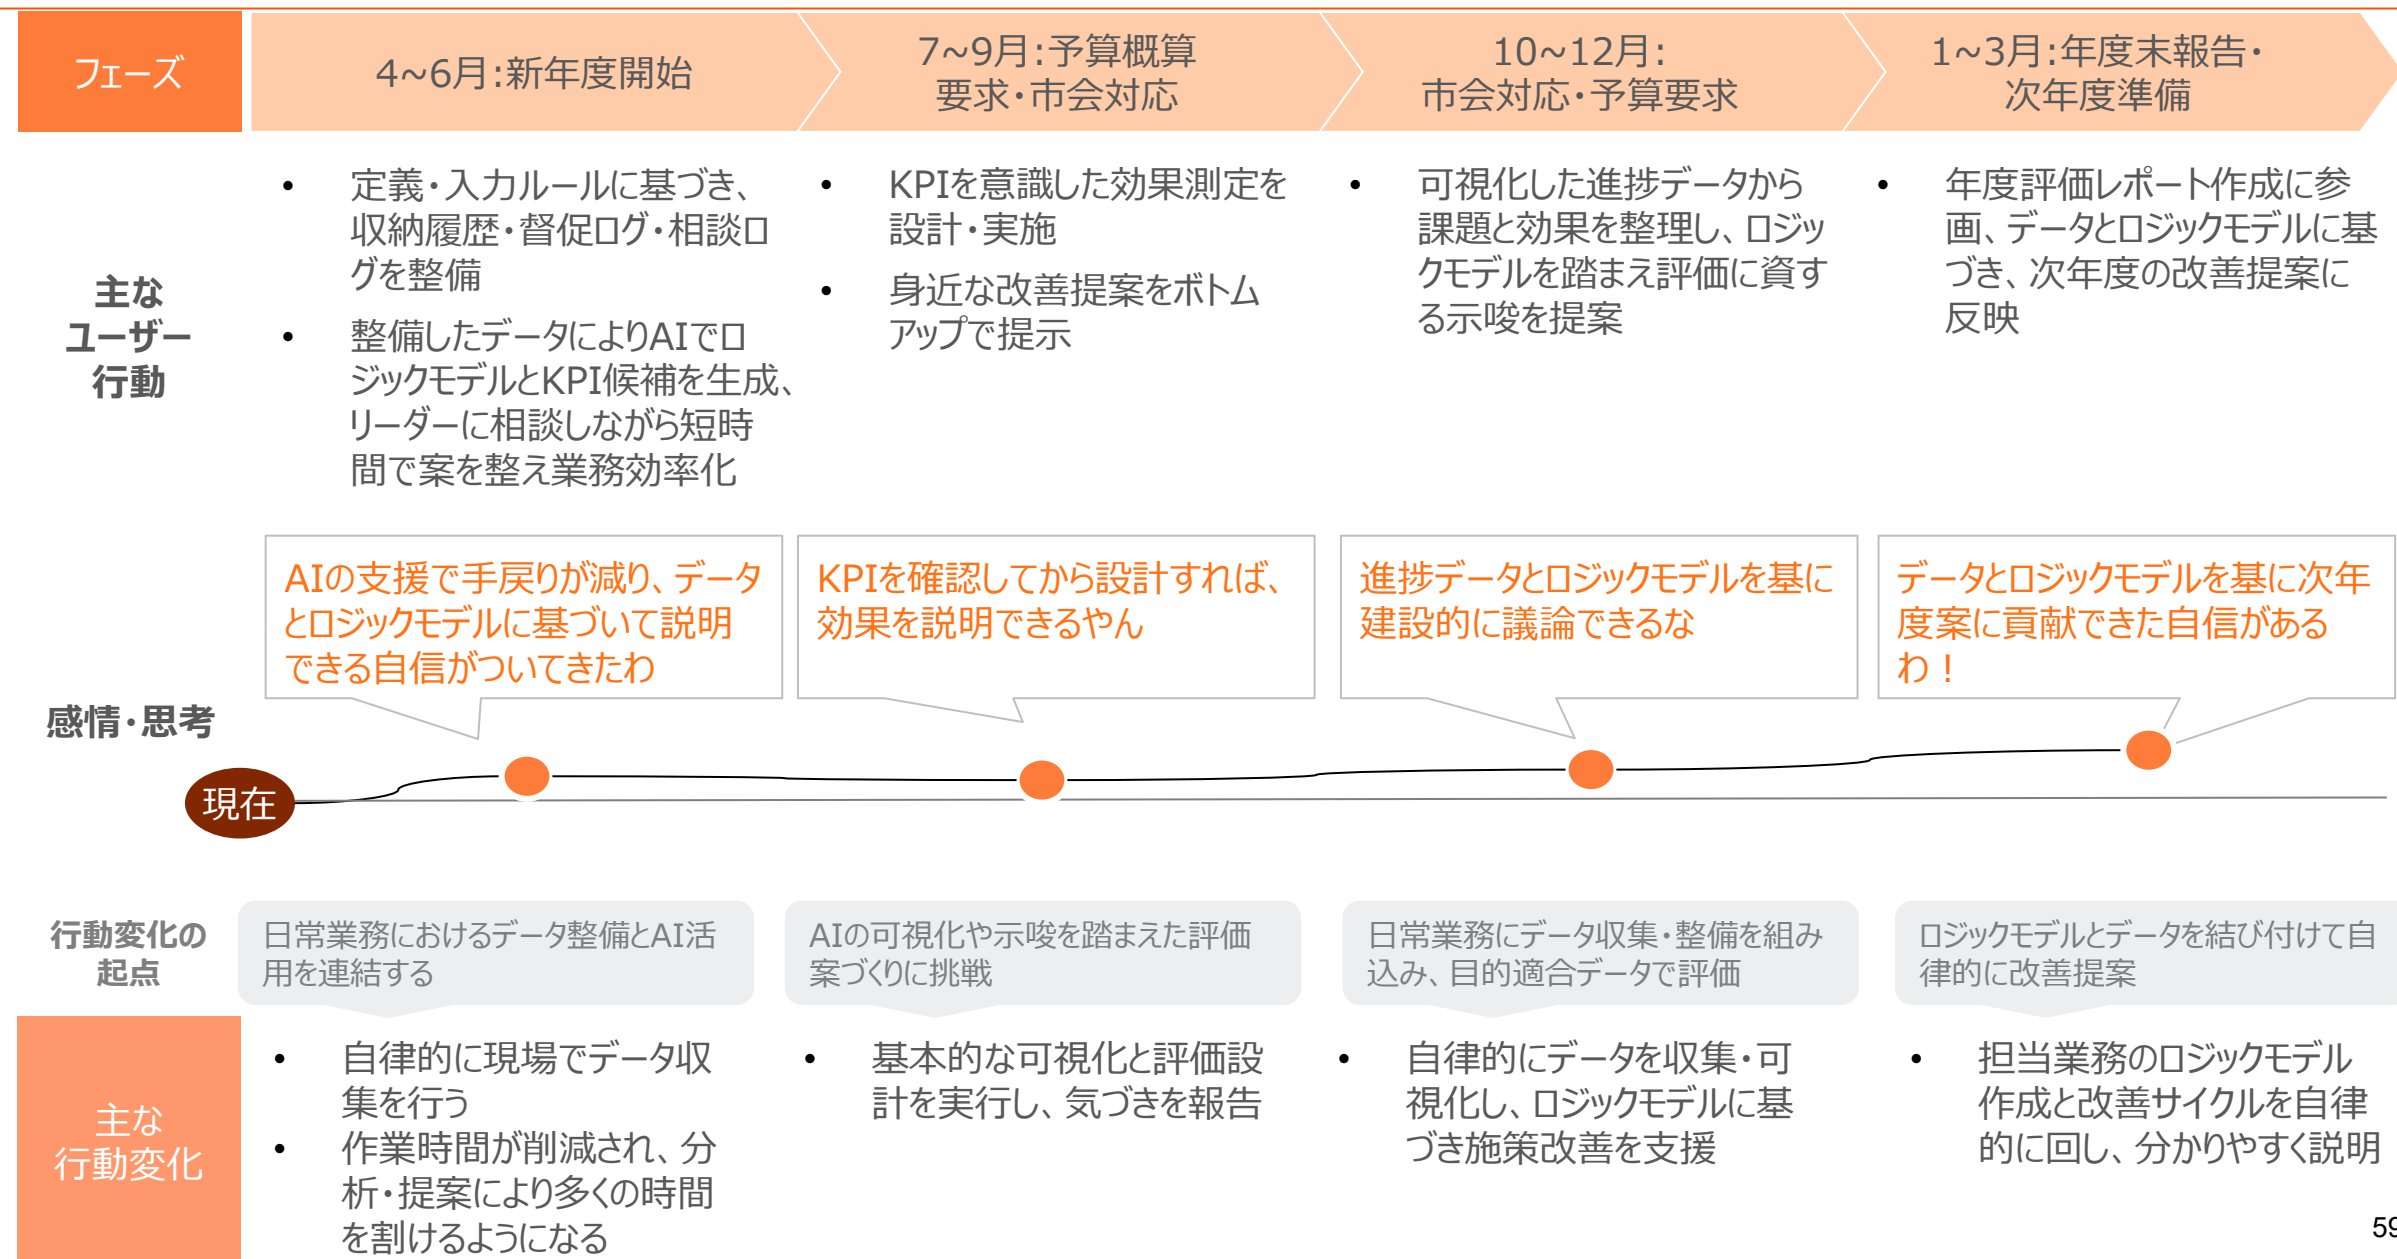 フェーズ
4~6月:新年度開始
7~9月:予算概算
要求・市会対応
10~12月:
市会対応・予算要求
1~3月:年度末報告・
次年度準備
主な
ユーザー
行動
• 定義・入力ルールに基づき、
収納履歴・督促ログ・相談ロ
グを整備
• 整備したデータによりAIでロ
ジックモデルとKPI候補を生成、
リーダーに相談しながら短時
間で案を整え業務効率化
• KPIを意識した効果測定を
設計・実施
• 身近な改善提案をボトム
アップで提示
• 可視化した進捗データから
課題と効果を整理し、ロジッ
クモデルを踏まえ評価に資す
る示唆を提案
• 年度評価レポート作成に参
画、データとロジックモデルに基
づき、次年度の改善提案に
反映
感情・思考
AIの支援で手戻りが減り、データ
とロジックモデルに基づいて説明
できる自信がついてきたわ
KPIを確認してから設計すれば、
効果を説明できるやん
進捗データとロジックモデルを基に
建設的に議論できるな
データとロジックモデルを基に次年
度案に貢献できた自信がある
わ！
現在
行動変化の
起点
日常業務におけるデータ整備とAI活
用を連結する
AIの可視化や示唆を踏まえた評価
案づくりに挑戦
日常業務にデータ収集・整備を組み
込み、目的適合データで評価
ロジックモデルとデータを結び付けて自
律的に改善提案
主な
行動変化
• 自律的に現場でデータ収
集を行う
• 作業時間が削減され、分
析・提案により多くの時間
を割けるようになる
• 基本的な可視化と評価設
計を実行し、気づきを報告
• 自律的にデータを収集・可
視化し、ロジックモデルに基
づき施策改善を支援
• 担当業務のロジックモデル
作成と改善サイクルを自律
的に回し、分かりやすく説明
59